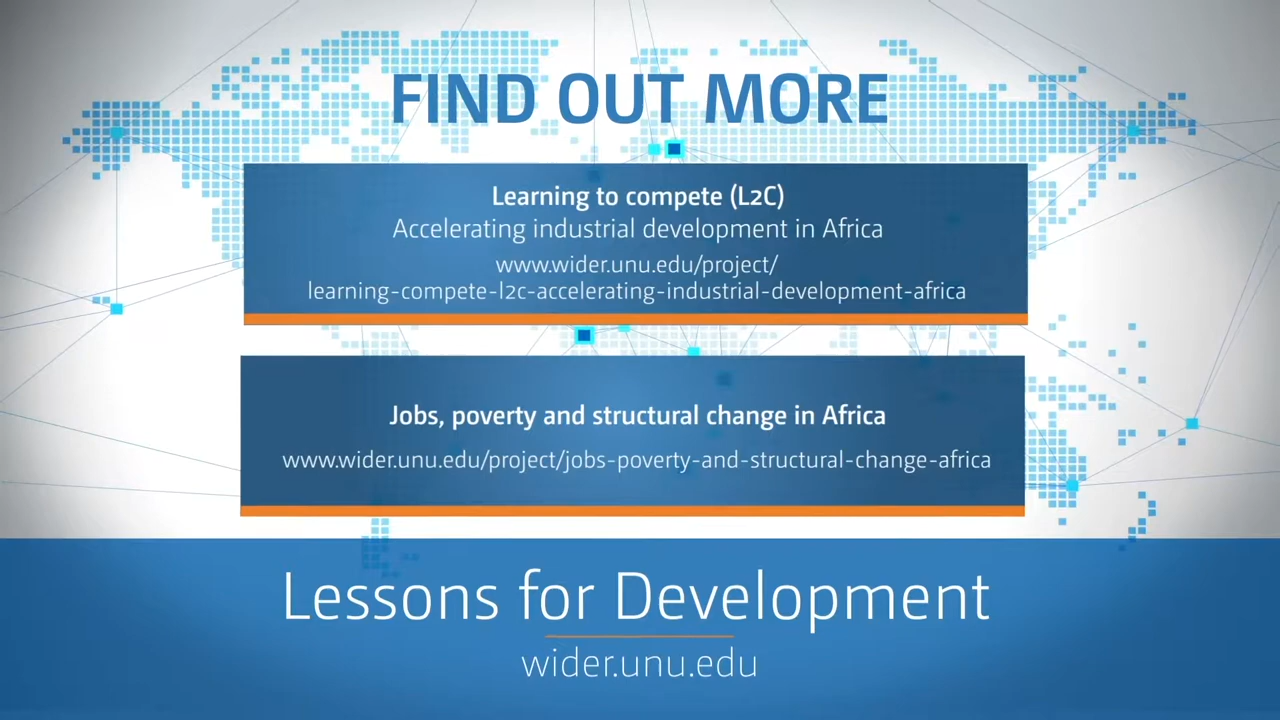 FIND OUT MORE
Learning to compete (L2C)
Accelerating industrial development in Africa
www.wider.unu.edu/project/
learning-compete-l2c-accelerating-industrial-development-africa
Jobs, poverty and structural change in Africa
www.wider.unu.edu/project/jobs-poverty-and-structural-change-africa
Lessons for Development
wider.unu.edu